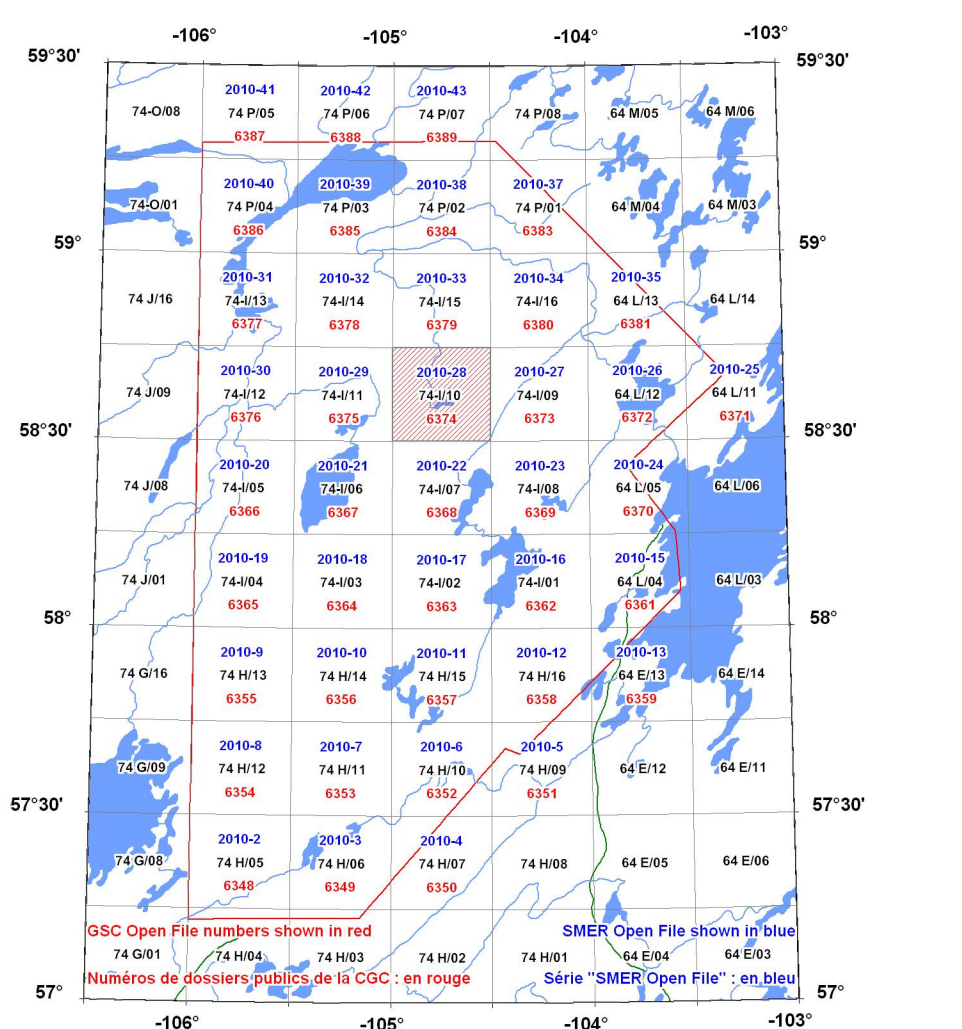 -106° -105° -104° -103°
59°30' 59°30'
2010-41 2010-42 2010-43
74-O/08 74 P/05 74 P/06 74 P/07 74 P/08 64 M/05 64 M/06
6387 6388 6389
2010-40 2010-39 2010-38 2010-37
74-O/01 74 P/04 74 P/03 74 P/02 74 P/01 64 M/04 64 M/03
6386 6385 6384 6383
59° 59°
2010-31 2010-32 2010-33 2010-34 2010-35
74 J/16 74-I/13 74-I/14 74-I/15 74-I/16 64 L/13 64 L/14
6377 6378 6379 6380 6381
2010-30 2010-29 2010-28 2010-27 2010-26 2010-25
74 J/09 74-I/12 74-I/11 74-I/10 74-I/09 64 L/12 64 L/11
6376 6375 6374 6373 6372 6371
58°30' 58°30'
2010-20 2010-21 2010-22 2010-23 2010-24
74 J/08 74-I/05 74-I/06 74-I/07 74-I/08 64 L/05 64 L/06
6366 6367 6368 6369 6370
2010-19 2010-18 2010-17 2010-16 2010-15
74 J/01 74-I/04 74-I/03 74-I/02 74-I/01 64 L/04 64 L/03
6365 6364 6363 6362 6361
58° 58°
2010-9 2010-10 2010-11 2010-12 2010-13
74 G/16 74 H/13 74 H/14 74 H/15 74 H/16 64 E/13 64 E/14
6355 6356 6357 6358 6359
2010-8 2010-7 2010-6 2010-5
74 G/09 74 H/12 74 H/11 74 H/10 74 H/09 64 E/12 64 E/11
6354 6353 6352 6351
57°30' 57°30'
2010-2 2010-3 2010-4
74 G/08 74 H/05 74 H/06 74 H/07 74 H/08 64 E/05 64 E/06
6348 6349 6350
GSC Open File numbers shown in red SMER Open File shown in blue
74 G/01 74 H/04 74 H/03 74 H/02 74 H/01 64 E/04 64 E/03
Numéros de dossiers publics de la CGC : en rouge Série "SMER Open File" : en bleu
57° 57°
-106° -105° -104° -103°